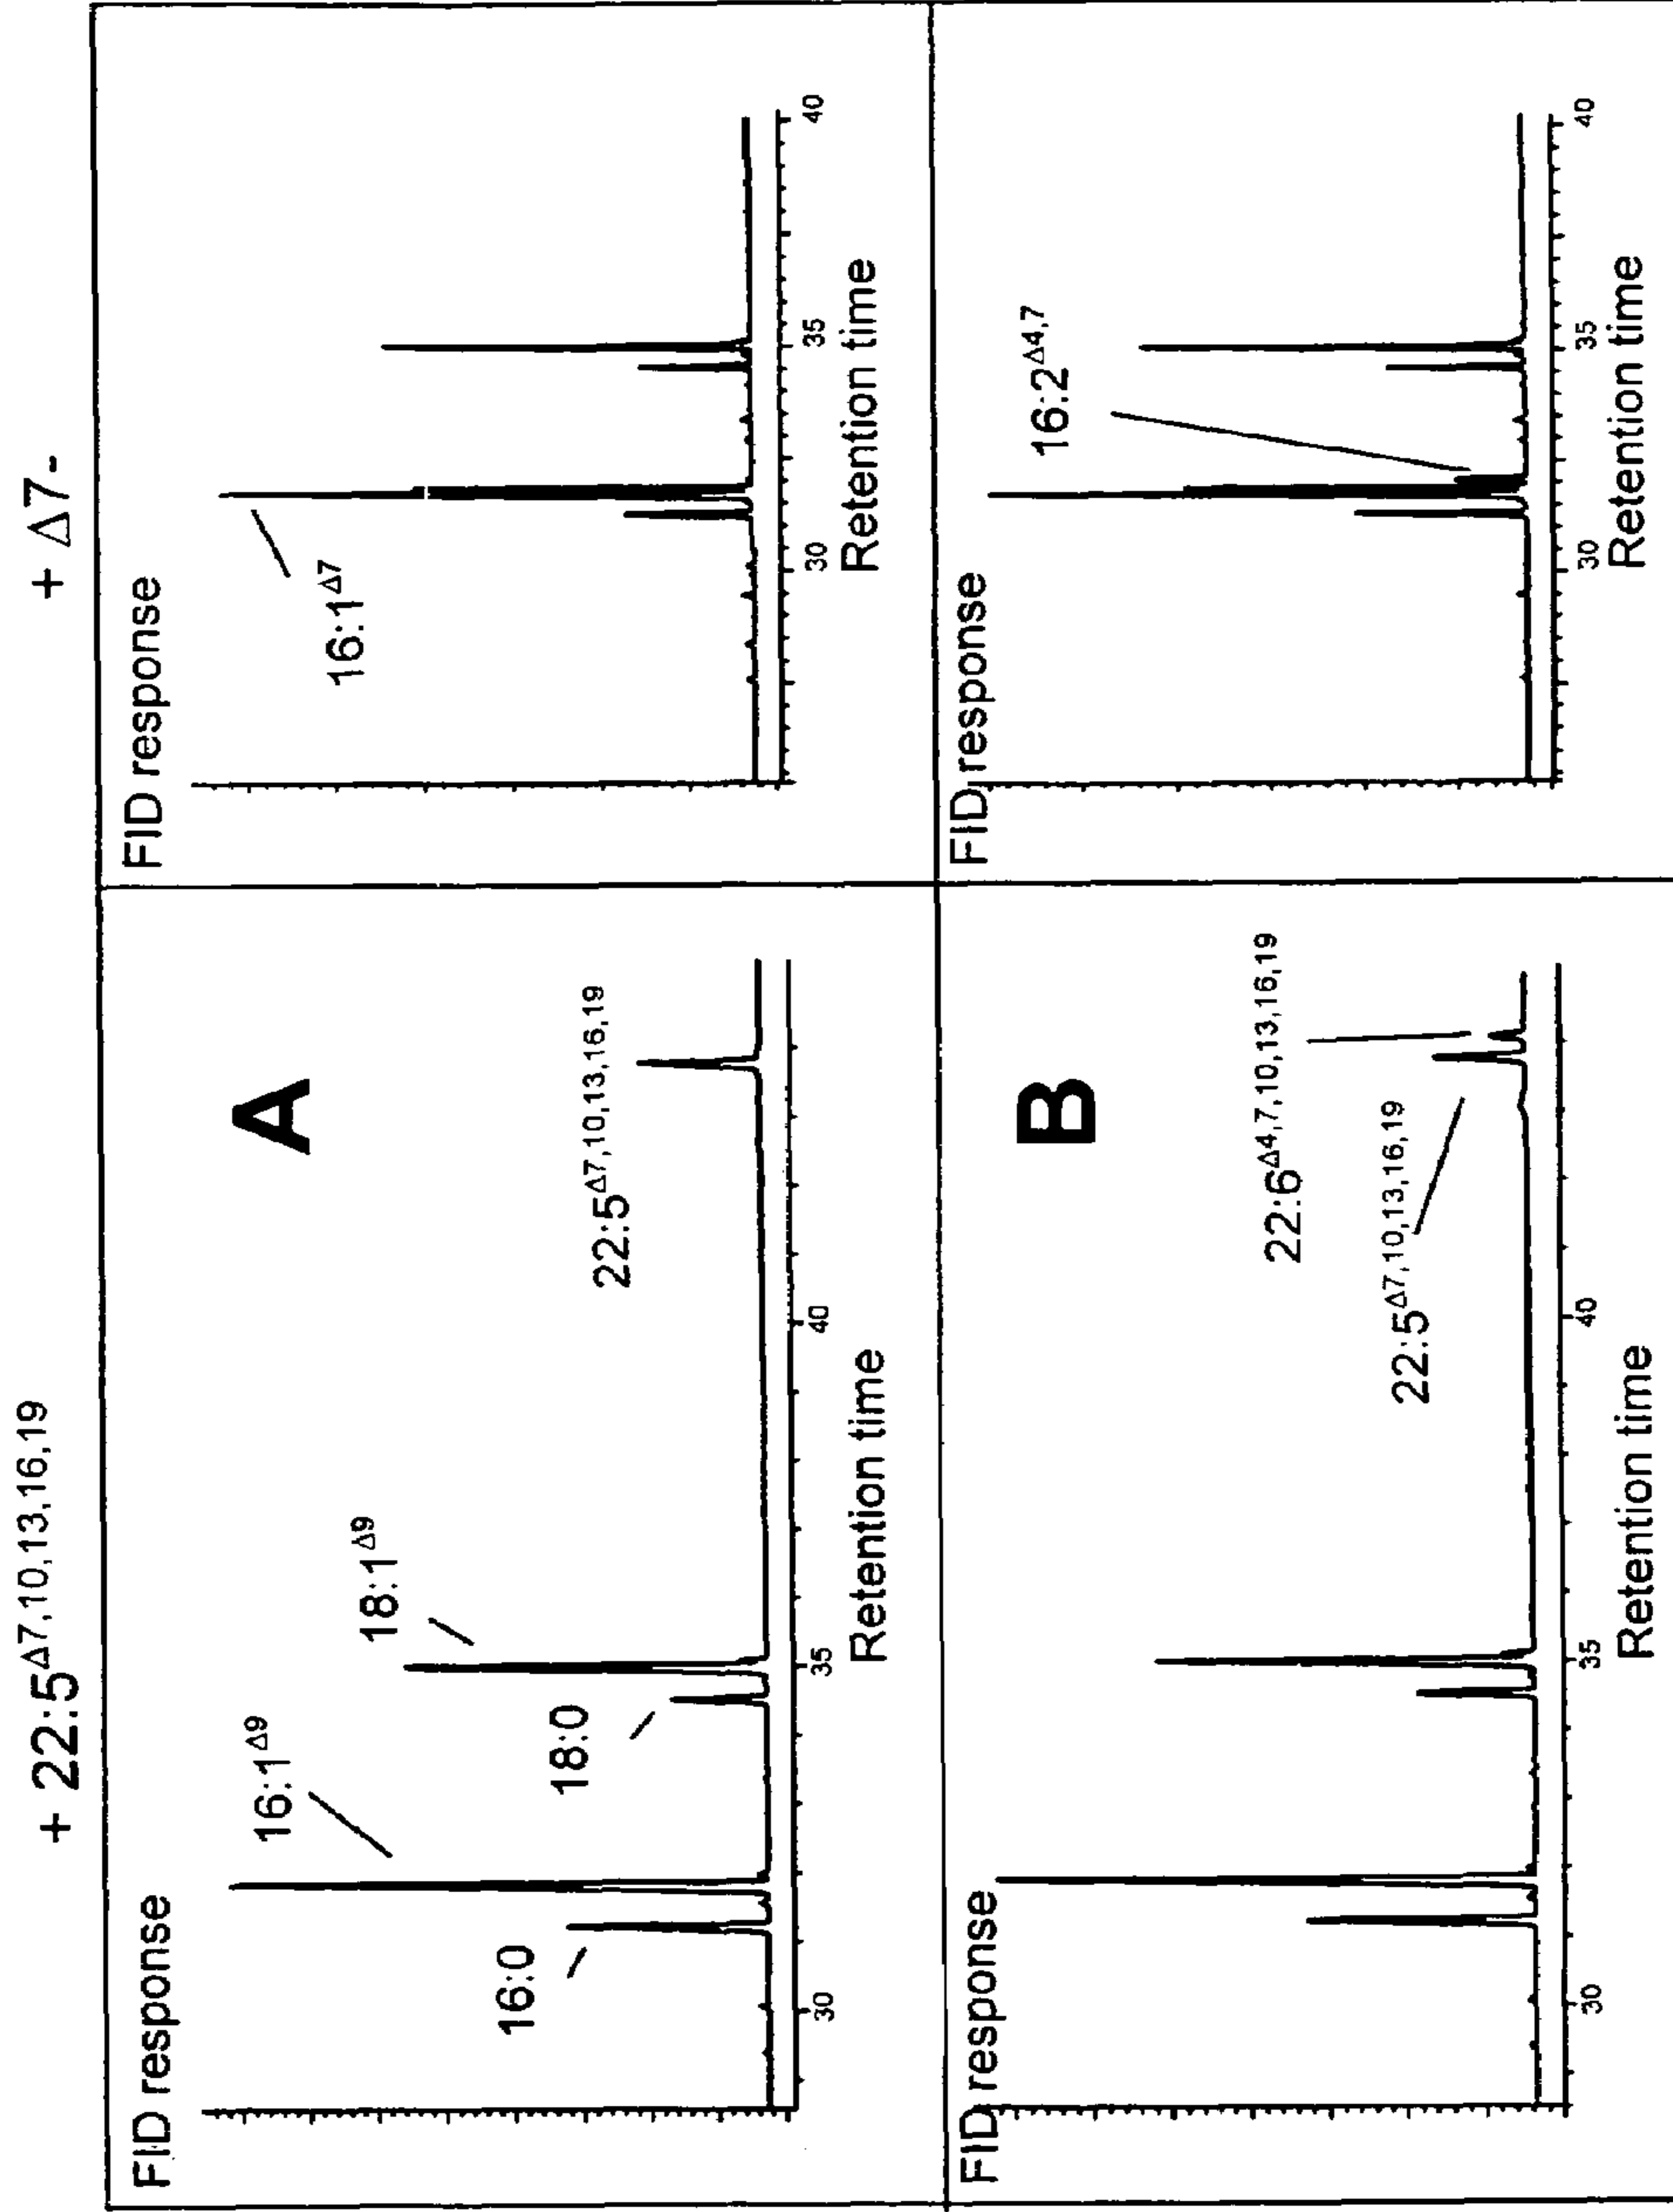 + 22:5Δ7,10,13,16,19
+ Δ7-
FID response
A
16:1Δ9
18:1Δ9
16:0
18:0
22:5Δ7,10,13,16,19
30
35
40
Retention time
FID response
16:1Δ7
30
35
40
Retention time
FID response
B
22:6Δ4,7,10,13,16,19
22:5Δ7,10,13,16,19
30
35
40
Retention time
FID response
16:2Δ4,7
30
35
40
Retention time